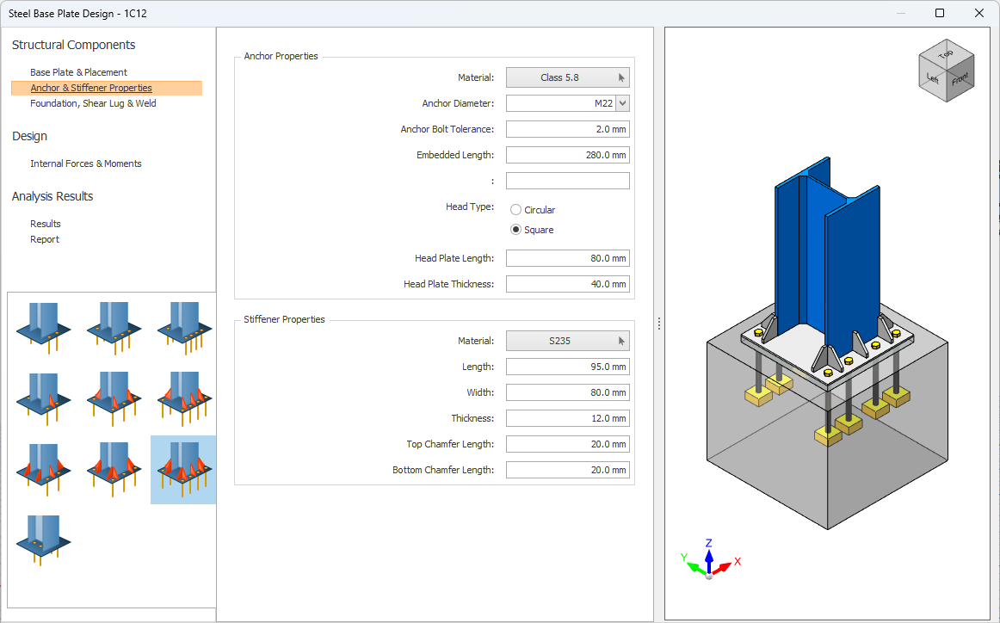 Steel Base Plate Design - 1C12
Structural Components
Base Plate & Placement
Anchor & Stiffener Properties
Foundation, Shear Lug & Weld
Design
Internal Forces & Moments
Analysis Results
Results
Report
Anchor Properties
Material: Class 5.8
Anchor Diameter: M22
Anchor Bolt Tolerance: 2.0 mm
Embedded Length: 280.0 mm
:
Head Type: Circular
Square
Head Plate Length: 80.0 mm
Head Plate Thickness: 40.0 mm
Stiffener Properties
Material: S235
Length: 95.0 mm
Width: 80.0 mm
Thickness: 12.0 mm
Top Chamfer Length: 20.0 mm
Bottom Chamfer Length: 20.0 mm
Top
Left Front
Z
Y X